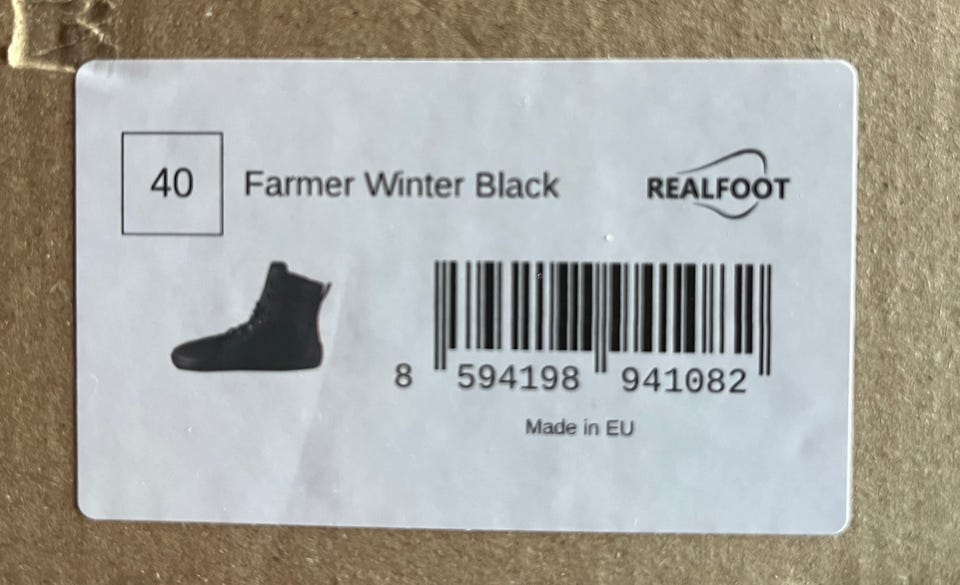 40 Farmer Winter Black REALFOOT
8 594198 941082
Made in EU